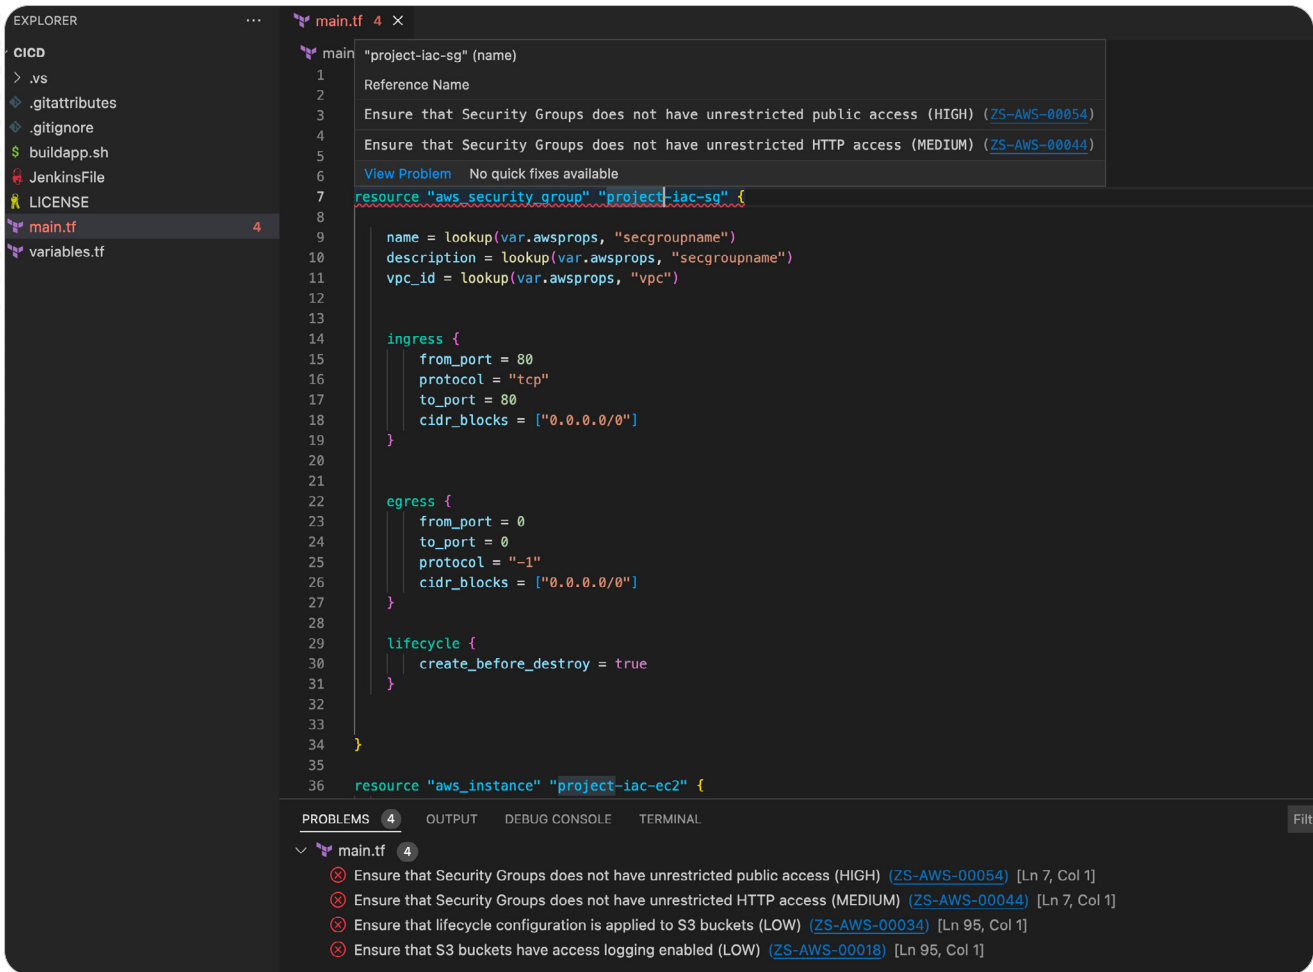 EXPLORER
CICD
.vs
.gitattributes
.gitignore
$ buildapp.sh
JenkinsFile
LICENSE
main.tf 4
variables.tf
main.tf 4
main
"project-iac-sg" (name)
Reference Name
Ensure that Security Groups does not have unrestricted public access (HIGH) (ZS-AWS-00054)
Ensure that Security Groups does not have unrestricted HTTP access (MEDIUM) (ZS-AWS-00044)
View Problem No quick fixes available
1
2
3
4
5
6
7 resource "aws_security_group" "project-iac-sg" {
8
9 name = lookup(var.awsprops, "secgroupname")
10 description = lookup(var.awsprops, "secgroupname")
11 vpc_id = lookup(var.awsprops, "vpc")
12
13
14 ingress {
15 from_port = 80
16 protocol = "tcp"
17 to_port = 80
18 cidr_blocks = ["0.0.0.0/0"]
19 }
20
21
22 egress {
23 from_port = 0
24 to_port = 0
25 protocol = "-1"
26 cidr_blocks = ["0.0.0.0/0"]
27 }
28
29 lifecycle {
30 create_before_destroy = true
31 }
32
33
34 }
35
36 resource "aws_instance" "project-iac-ec2" {
PROBLEMS 4 OUTPUT DEBUG CONSOLE TERMINAL Filt
main.tf 4
Ensure that Security Groups does not have unrestricted public access (HIGH) (ZS-AWS-00054) [Ln 7, Col 1]
Ensure that Security Groups does not have unrestricted HTTP access (MEDIUM) (ZS-AWS-00044) [Ln 7, Col 1]
Ensure that lifecycle configuration is applied to S3 buckets (LOW) (ZS-AWS-00034) [Ln 95, Col 1]
Ensure that S3 buckets have access logging enabled (LOW) (ZS-AWS-00018) [Ln 95, Col 1]